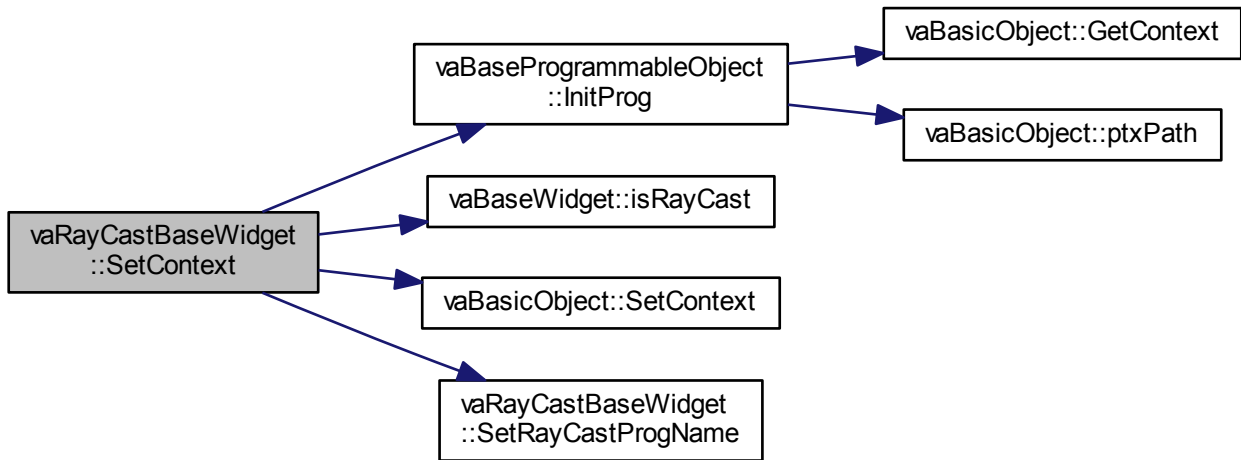 vaRayCastBaseWidget
::SetContext
vaBaseProgrammableObject
::InitProg
vaBasicObject::GetContext
vaBasicObject::ptxPath
vaBaseWidget::isRayCast
vaBasicObject::SetContext
vaRayCastBaseWidget
::SetRayCastProgName